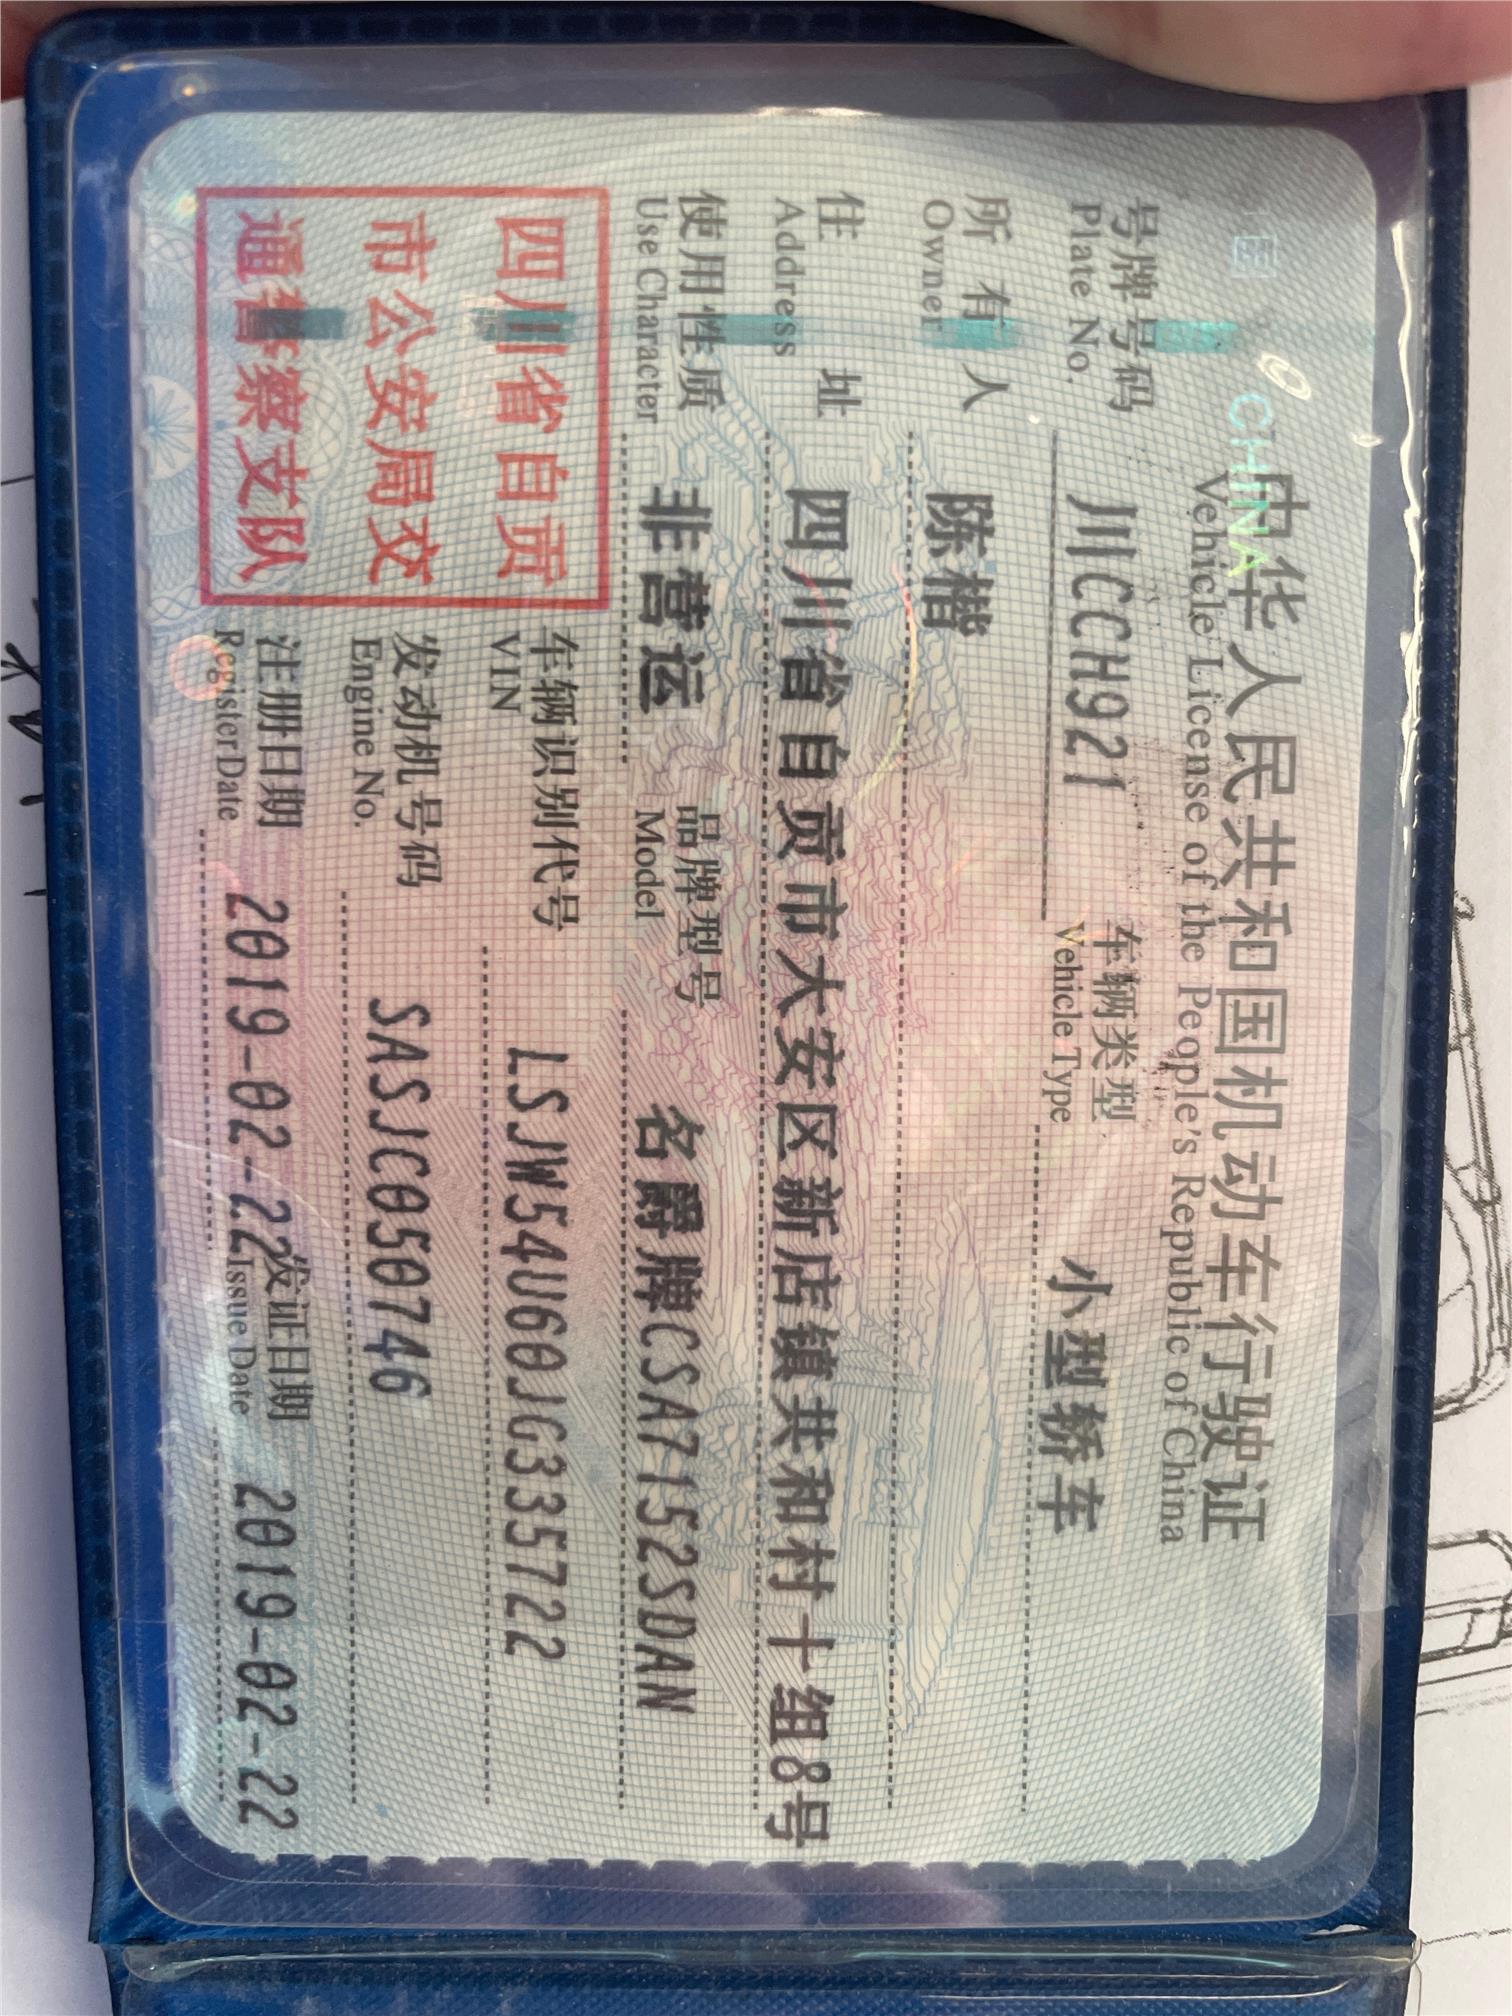 中华人民共和国机动车行驶证
Vehicle License of the People's Republic of China
号牌号码 川CCH921 车辆类型 小型轿车
Plate No. Vehicle Type
所有人 陈楷
Owner
住址 四川省自贡市大安区新店镇共和村十组8号
Address
使用性质 非营运 品牌型号 名爵牌CSA7152SDAN
Use Character Model
四川省自贡
市公安局交
通警察支队
车辆识别代号 LSJW54U60JG335722
VIN
发动机号码 SASJC050746
Engine No.
注册日期 2019-02-22 发证日期 2019-02-22
Register Date Issue Date
CHINA